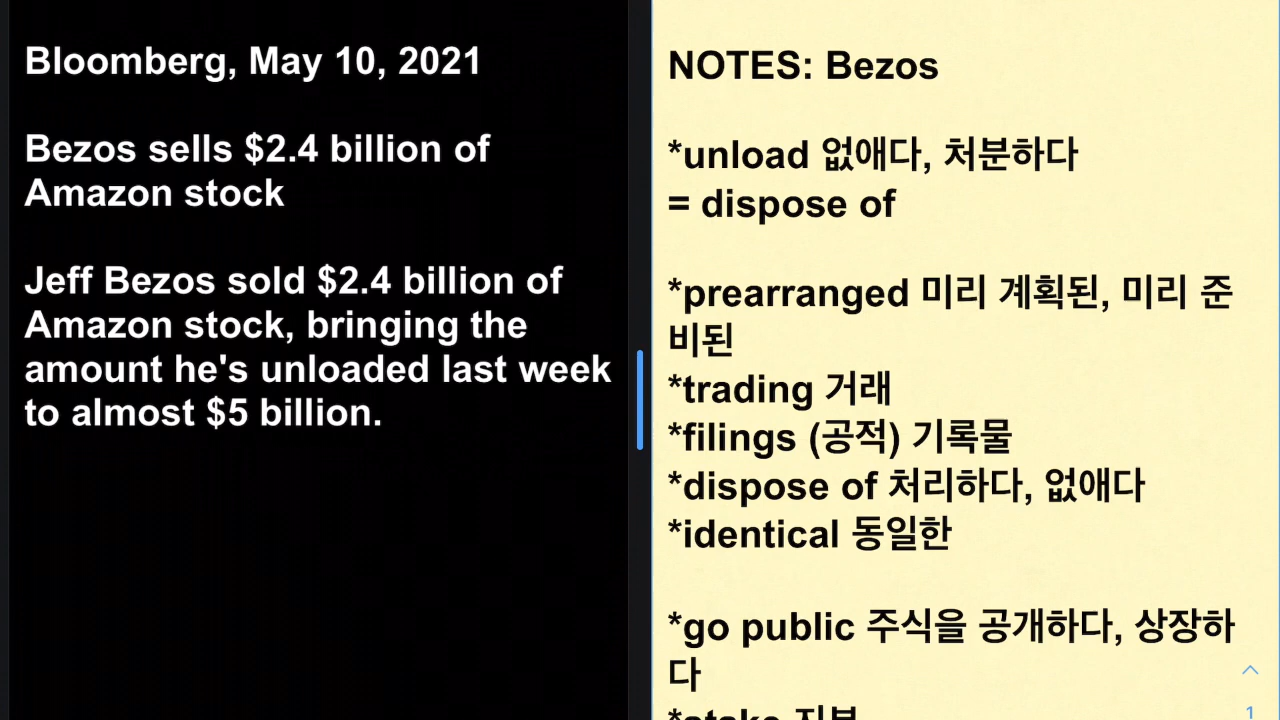 Bloomberg, May 10, 2021
Bezos sells $2.4 billion of
Amazon stock
Jeff Bezos sold $2.4 billion of
Amazon stock, bringing the
amount he's unloaded last week
to almost $5 billion.
NOTES: Bezos
*unload 없애다, 처분하다
= dispose of
*prearranged 미리 계획된, 미리 준
비된
*trading 거래
*filings (공적) 기록물
*dispose of 처리하다, 없애다
*identical 동일한
*go public 주식을 공개하다, 상장하
다
*stake 지분
1